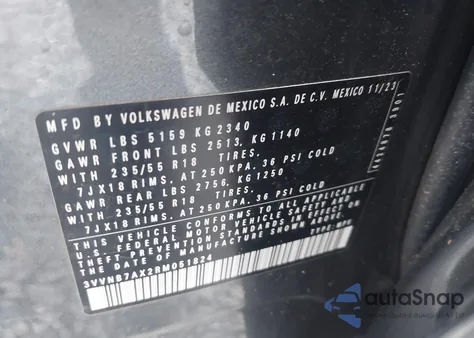 MFD BY VOLKSWAGEN DE MEXICO S.A. DE C.V. MEXICO 11/23
GVWR LBS 5159 KG 2340
GAWR FRONT LBS 2513, KG 1140
WITH 235/55 R18 TIRES.
7JX18 RIMS, AT 250 KPA, 36 PSI COLD
GAWR REAR LBS 2756, KG 1250
WITH 235/55 R18 TIRES.
7JX18 RIMS, AT 250 KPA, 36 PSI COLD
THIS VEHICLE CONFORMS TO ALL APPLICABLE
U.S. FEDERAL MOTOR VEHICLE SAFETY AND
THEFT PREVENTION STANDARDS IN EFFECT ON
THE DATE OF MANUFACTURE SHOWN ABOVE.
3VVNB7AX2RM051824
TYPE:
autaSnap